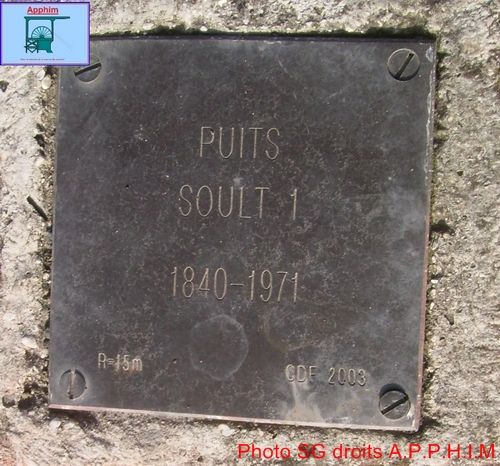 Apphim
PUITS
SOULT 1
1840-1971
R=15m
CDF 2003
Photo SG droits A.P.P.H.I.M.